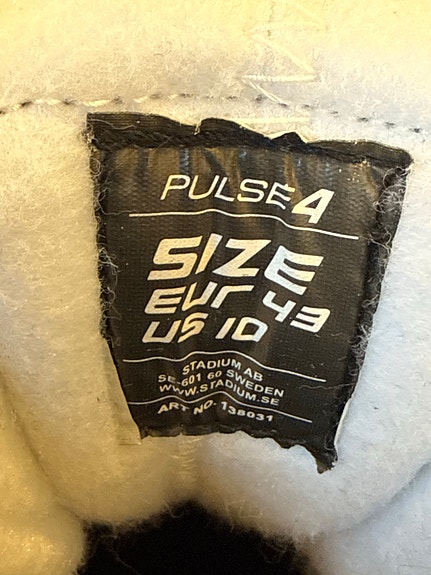 PULSE 4
SIZE
EUR 43
US 10
STADIUM AB
SE-601 60 SWEDEN
WWW.STADIUM.SE
ART NO. 138031